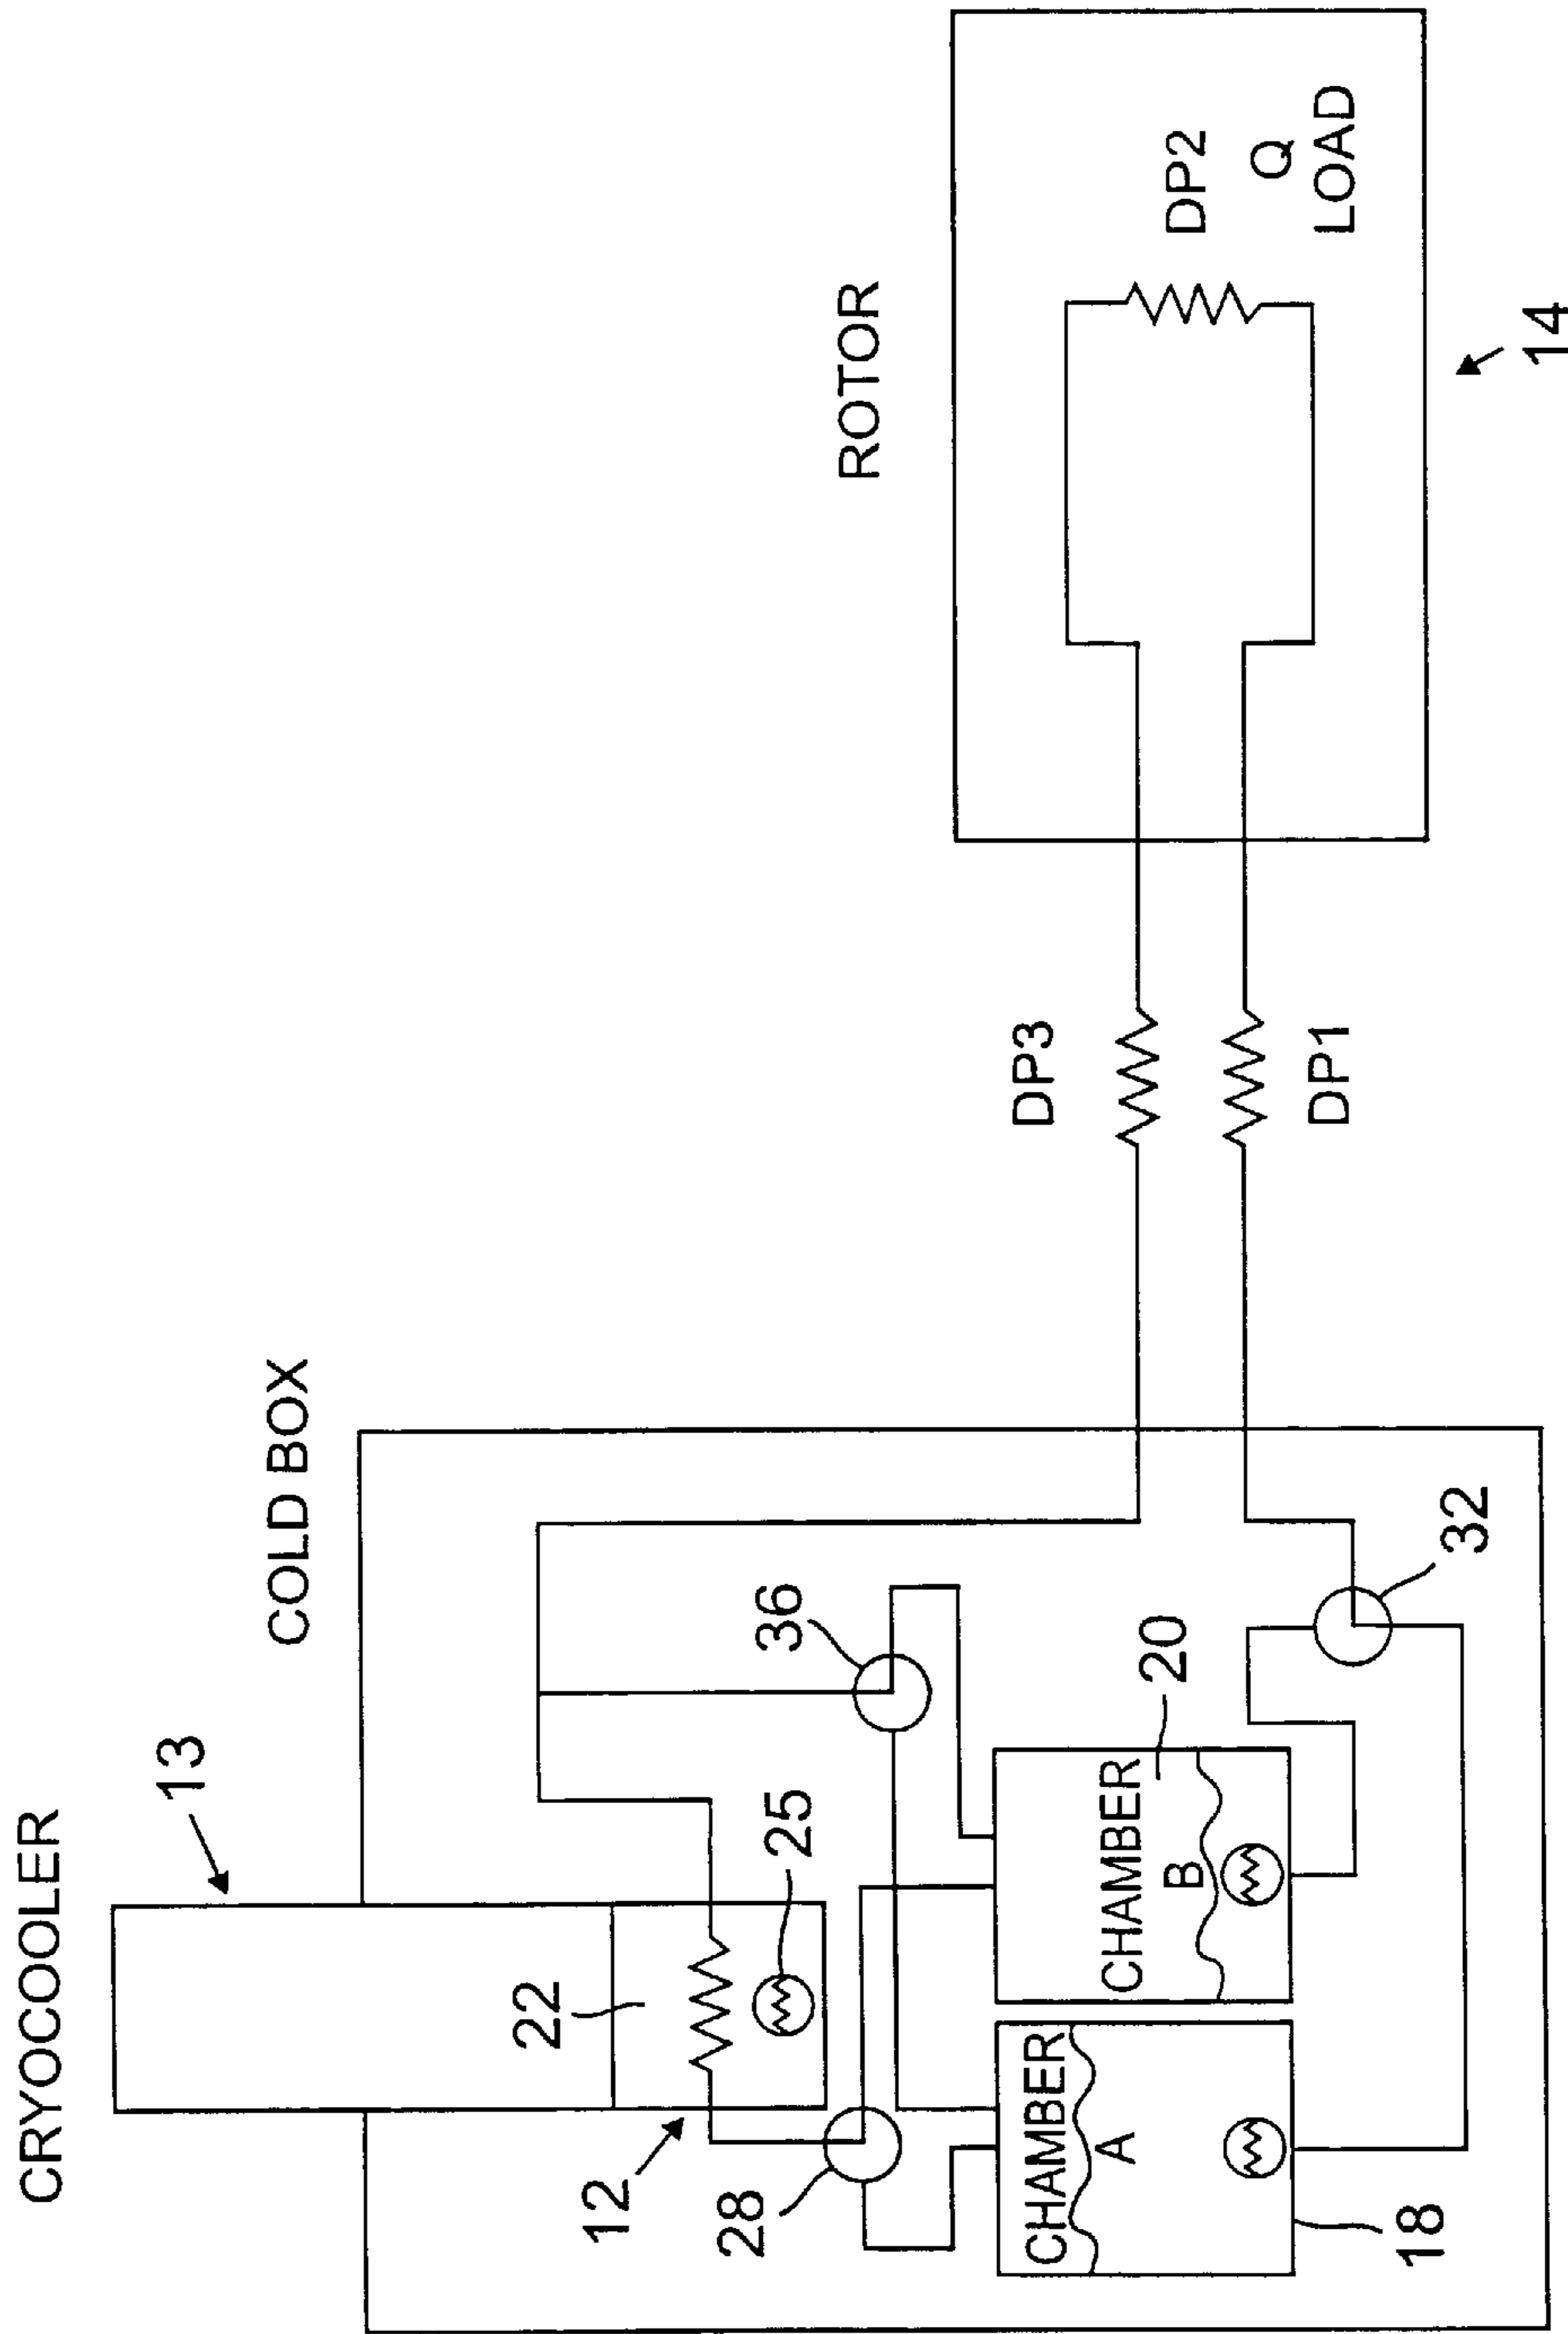 CRYOCOOLER
13
COLD BOX
22
25
12
28
36
CHAMBER
A
CHAMBER
B
20
18
32
DP3
DP1
ROTOR
DP2
Q
LOAD
14